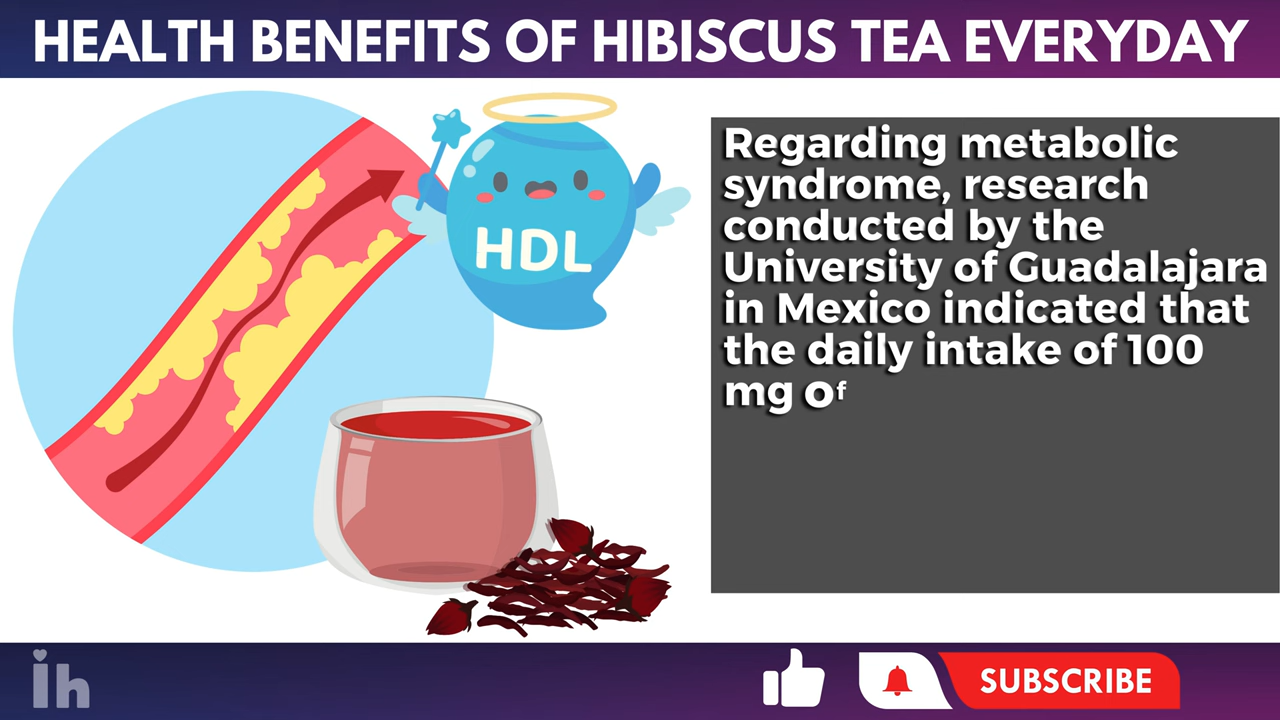 HEALTH BENEFITS OF HIBISCUS TEA EVERYDAY
HDL
Regarding metabolic
syndrome, research
conducted by the
University of Guadalajara
in Mexico indicated that
the daily intake of 100
mg of
ih
SUBSCRIBE